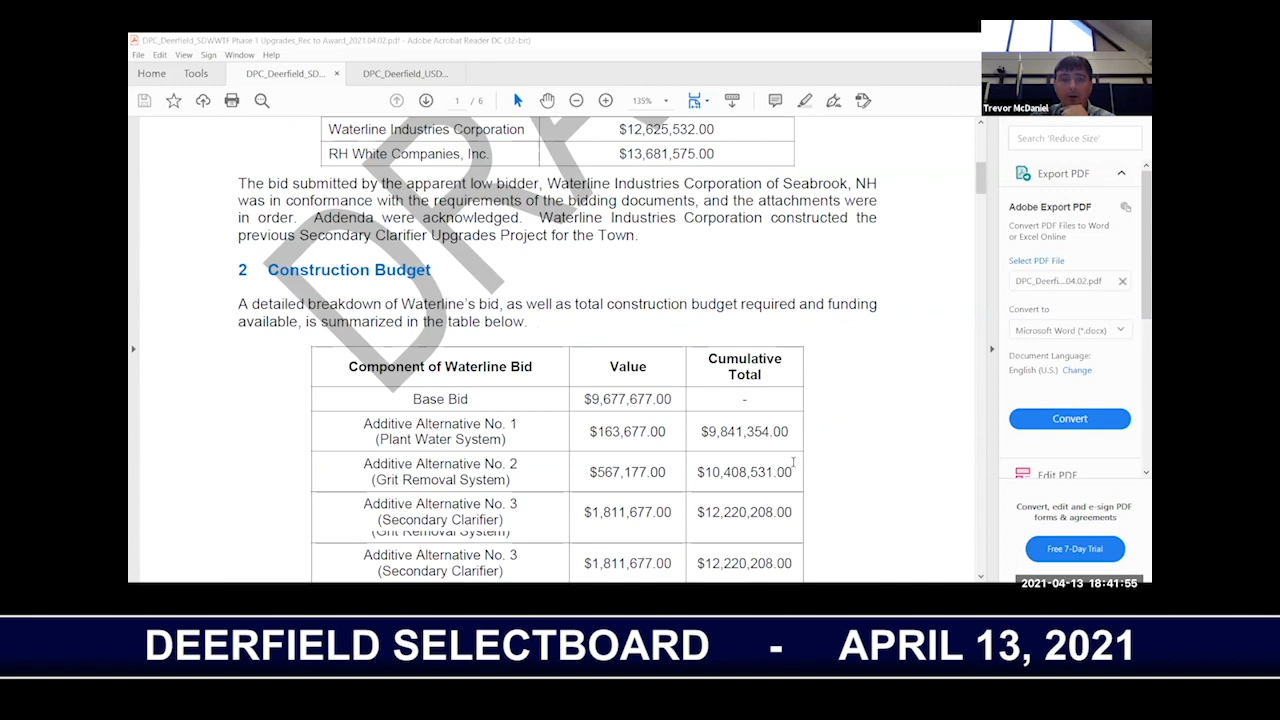 DPC_Deerfield_SDWWTF Phase 1 Upgrades_Rec to Award_2021.04.02.pdf - Adobe Acrobat Reader DC (32-bit)
File Edit View Sign Window Help
Home Tools DPC_Deerfield_SD... × DPC_Deerfield_USD...
1 / 6 135%
Trevor McDaniel
Waterline Industries Corporation $12,625,532.00
RH White Companies, Inc. $13,681,575.00
The bid submitted by the apparent low bidder, Waterline Industries Corporation of Seabrook, NH
was in conformance with the requirements of the bidding documents, and the attachments were
in order. Addenda were acknowledged. Waterline Industries Corporation constructed the
previous Secondary Clarifier Upgrades Project for the Town.
2 Construction Budget
A detailed breakdown of Waterline's bid, as well as total construction budget required and funding
available, is summarized in the table below.
Component of Waterline Bid Value Cumulative
Total
Base Bid $9,677,677.00 -
Additive Alternative No. 1
(Plant Water System) $163,677.00 $9,841,354.00
Additive Alternative No. 2
(Grit Removal System) $567,177.00 $10,408,531.00
Additive Alternative No. 3
(Secondary Clarifier) $1,811,677.00 $12,220,208.00
(Grit Removal System)
Additive Alternative No. 3
(Secondary Clarifier) $1,811,677.00 $12,220,208.00
DRA
Search 'Reduce Size'
Export PDF
Adobe Export PDF
Convert PDF Files to Word
or Excel Online
Select PDF File
DPC_Deerfi....04.02.pdf
Convert to
Microsoft Word (*.docx)
Document Language:
English (U.S.) Change
Convert
Edit PDF
Convert, edit and e-sign PDF
forms & agreements
Free 7-Day Trial
2021-04-13 18:41:55
DEERFIELD SELECTBOARD - APRIL 13, 2021